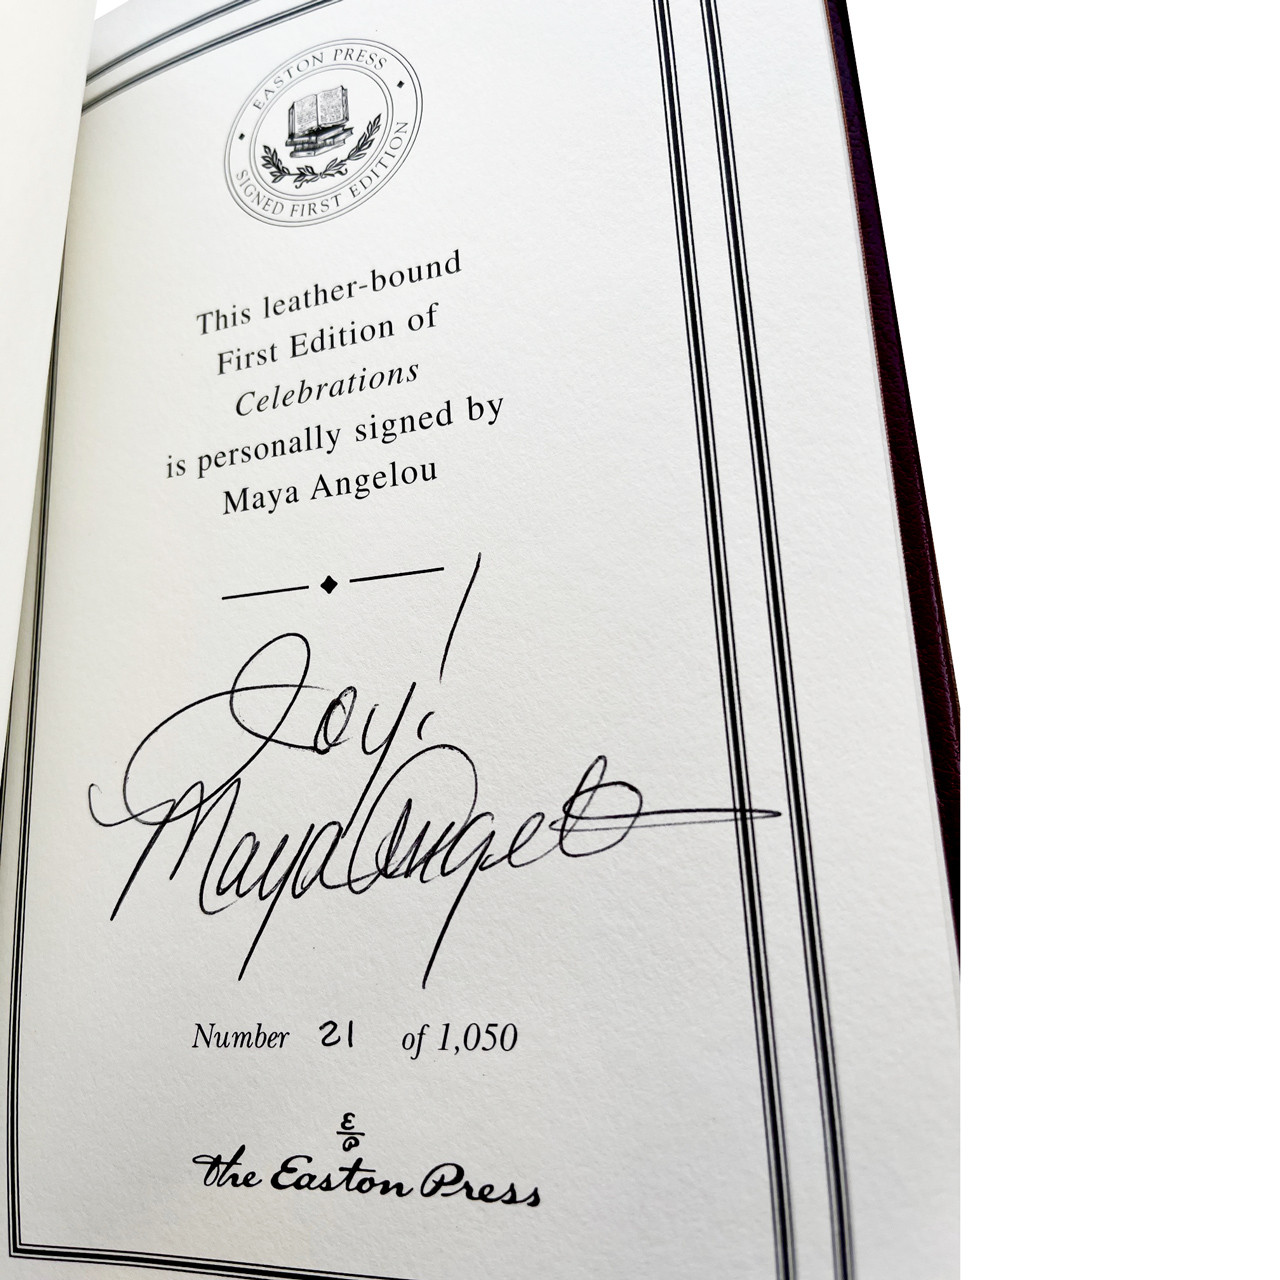 EASTON PRESS
SIGNED FIRST EDITION
This leather-bound
First Edition of
Celebrations
is personally signed by
Maya Angelou
Joy!
Maya Angelou
Number 21 of 1,050
E
P
The Easton Press